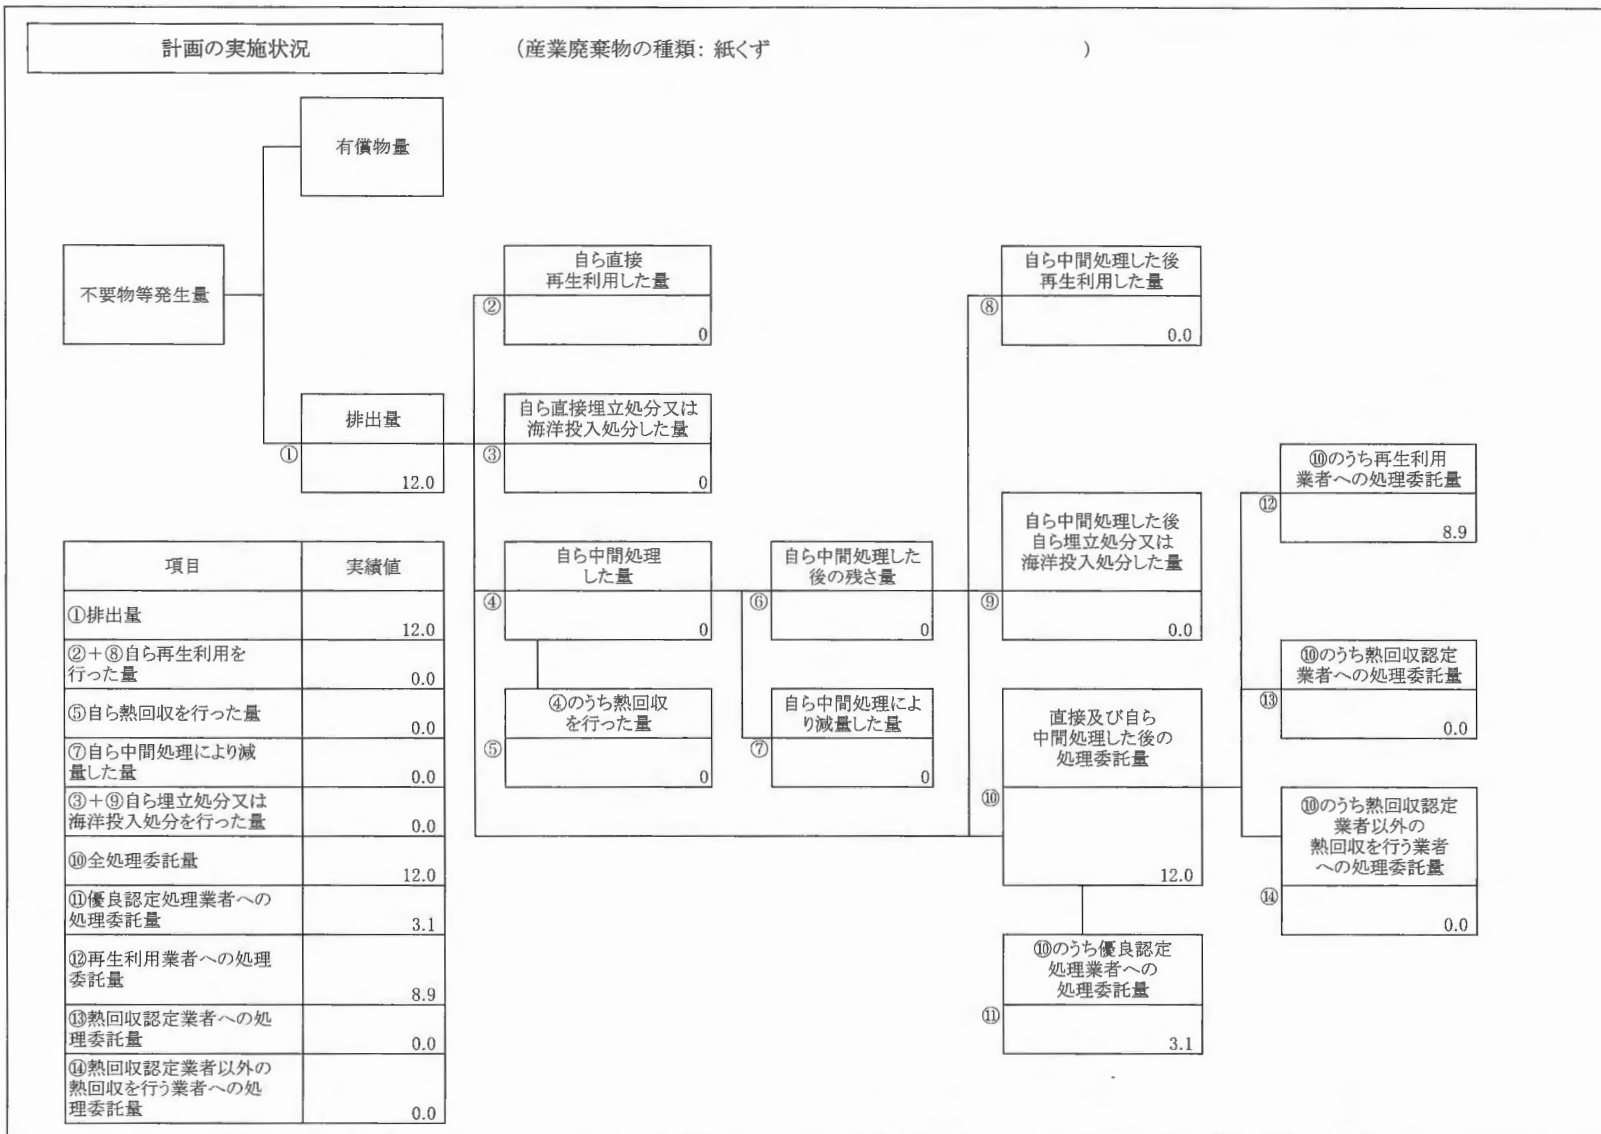 計画の実施状況
（産業廃棄物の種類：紙くず　）
有償物量
不要物等発生量
排出量
①
12.0
自ら直接
再生利用した量
②
0
自ら直接埋立処分又は
海洋投入処分した量
③
0
自ら中間処理
した量
④
0
④のうち熱回収
を行った量
⑤
0
自ら中間処理した
後の残さ量
⑥
0
自ら中間処理によ
り減量した量
⑦
0
自ら中間処理した後
再生利用した量
⑧
0.0
自ら中間処理した後
自ら埋立処分又は
海洋投入処分した量
⑨
0.0
直接及び自ら
中間処理した後の
処理委託量
⑩
12.0
⑩のうち優良認定
処理業者への
処理委託量
⑪
3.1
⑩のうち再生利用
業者への処理委託量
⑫
8.9
⑩のうち熱回収認定
業者への処理委託量
⑬
0.0
⑩のうち熱回収認定
業者以外の
熱回収を行う業者
への処理委託量
⑭
0.0
項目 実績値
①排出量
12.0
②＋⑧自ら再生利用を
行った量
0.0
⑤自ら熱回収を行った量
0.0
⑦自ら中間処理により減
量した量
0.0
③＋⑨自ら埋立処分又は
海洋投入処分を行った量
0.0
⑩全処理委託量
12.0
⑪優良認定処理業者への
処理委託量
3.1
⑫再生利用業者への処理
委託量
8.9
⑬熱回収認定業者への処
理委託量
0.0
⑭熱回収認定業者以外の
熱回収を行う業者への処
理委託量
0.0